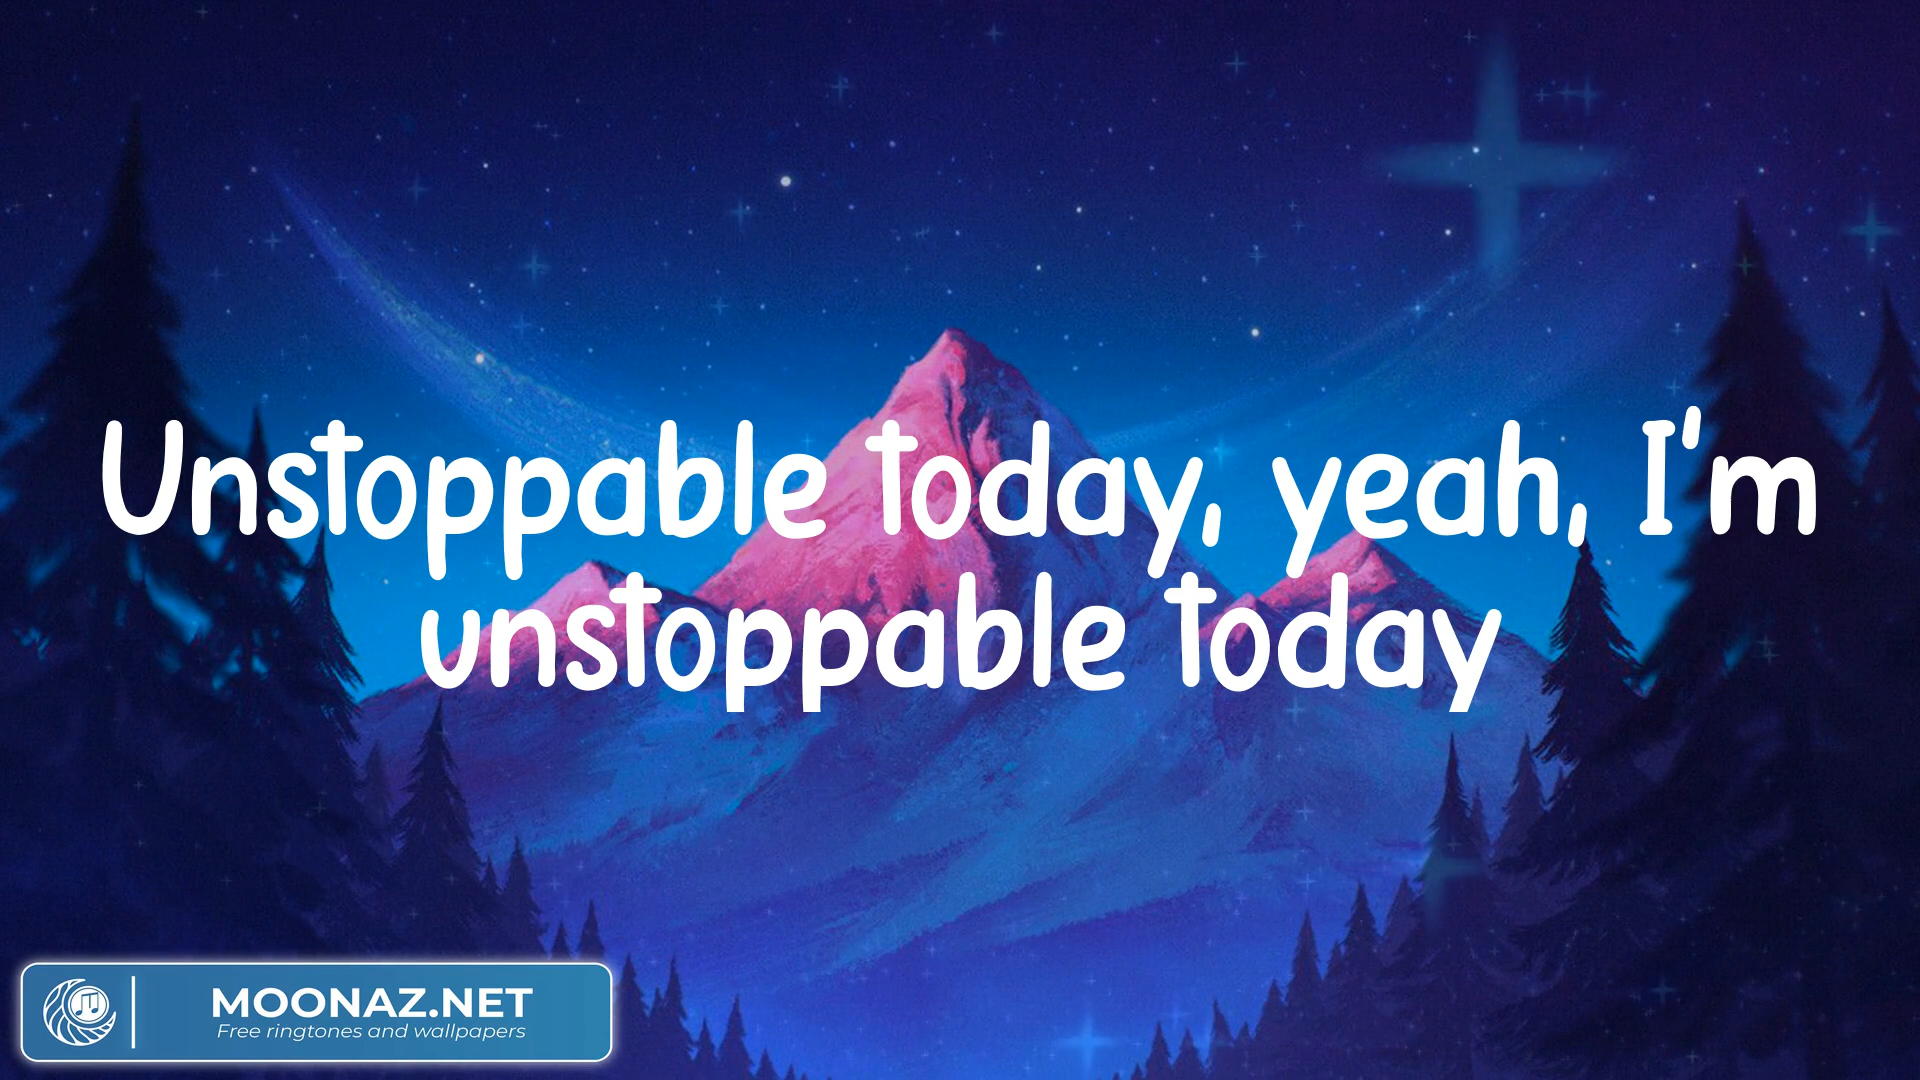 Unstoppable today, yeah, I'm
unstoppable today
MOONAZ.NET
Free ringtones and wallpapers